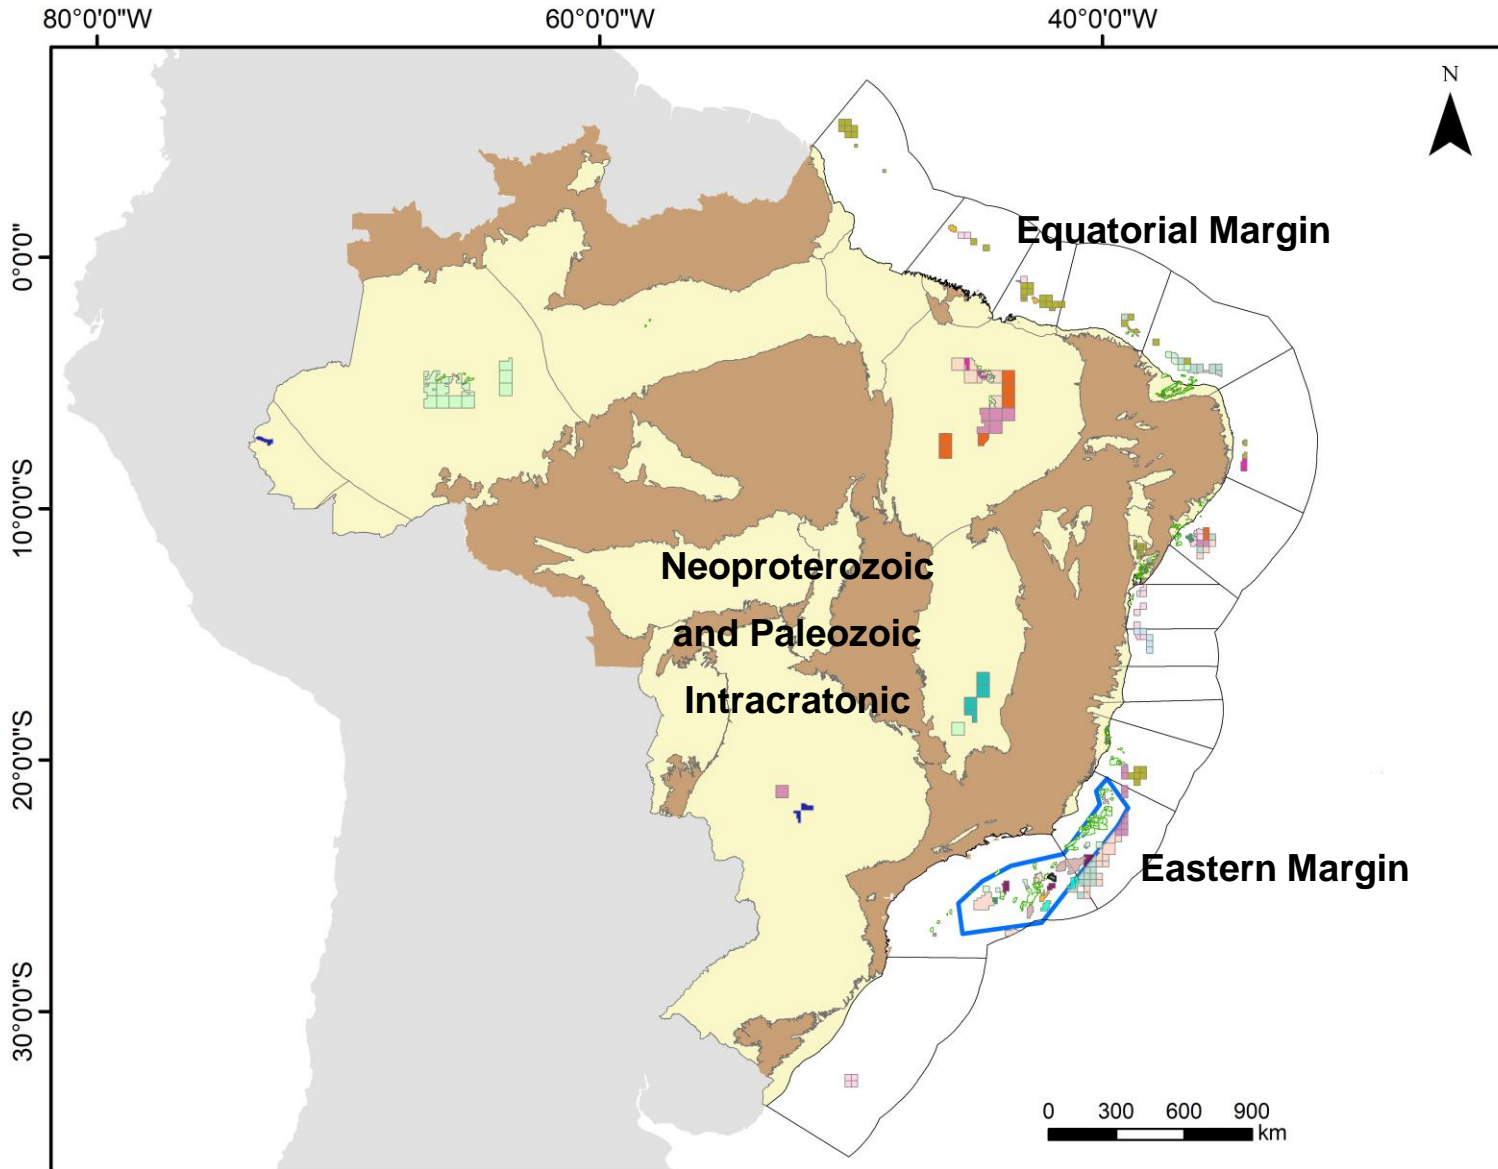 80°0'0"W 60°0'0"W 40°0'0"W
N
Equatorial Margin
0°0'0"
10°0'0"S
Neoproterozoic
and Paleozoic
Intracratonic
20°0'0"S
Eastern Margin
30°0'0"S
0 300 600 900
km